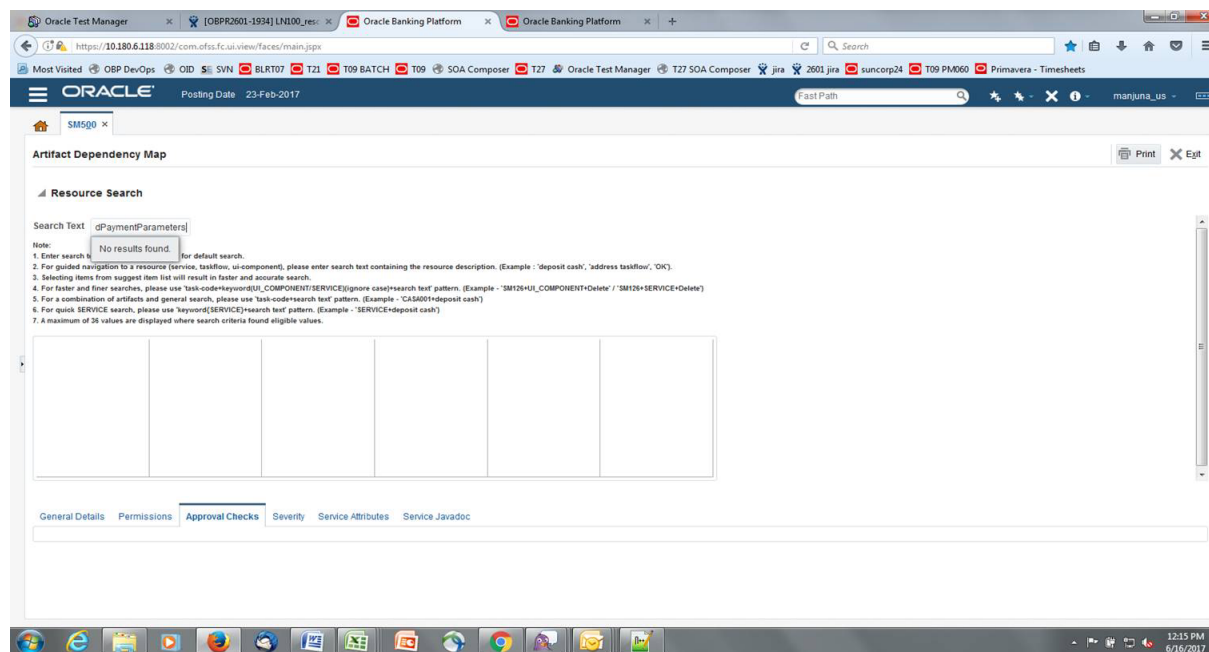 Oracle Test Manager
[OBPR2601-1934] LN100_resc
Oracle Banking Platform
Oracle Banking Platform
https://10.180.6.118:8002/com.ofss.fc.ui.view/faces/main.jspx
Search
Most Visited OBP DevOps OID SVN BLRT07 T21 T09 BATCH T09 SOA Composer T27 Oracle Test Manager T27 SOA Composer jira 2601 jira suncorp24 T09 PM060 Primavera - Timesheets
ORACLE Posting Date 23-Feb-2017 Fast Path manjuna_us
SM500
Artifact Dependency Map Print Exit
Resource Search
Search Text dPaymentParameters
No results found.
Note:
1. Enter search t for default search.
2. For guided navigation to a resource (service, taskflow, ui-component), please enter search text containing the resource description. (Example : 'deposit cash', 'address taskflow', 'OK').
3. Selecting items from suggest item list will result in faster and accurate search.
4. For faster and finer searches, please use 'task-code+keyword(UI_COMPONENT/SERVICE)(ignore case)+search text' pattern. (Example - 'SM126+UI_COMPONENT+Delete' / 'SM126+SERVICE+Delete')
5. For a combination of artifacts and general search, please use 'task-code+search text' pattern. (Example - 'CASA001+deposit cash')
6. For quick SERVICE search, please use 'keyword{SERVICE}+search text' pattern. (Example - 'SERVICE+deposit cash')
7. A maximum of 36 values are displayed where search criteria found eligible values.
General Details Permissions Approval Checks Severity Service Attributes Service Javadoc
12:15 PM
6/16/2017